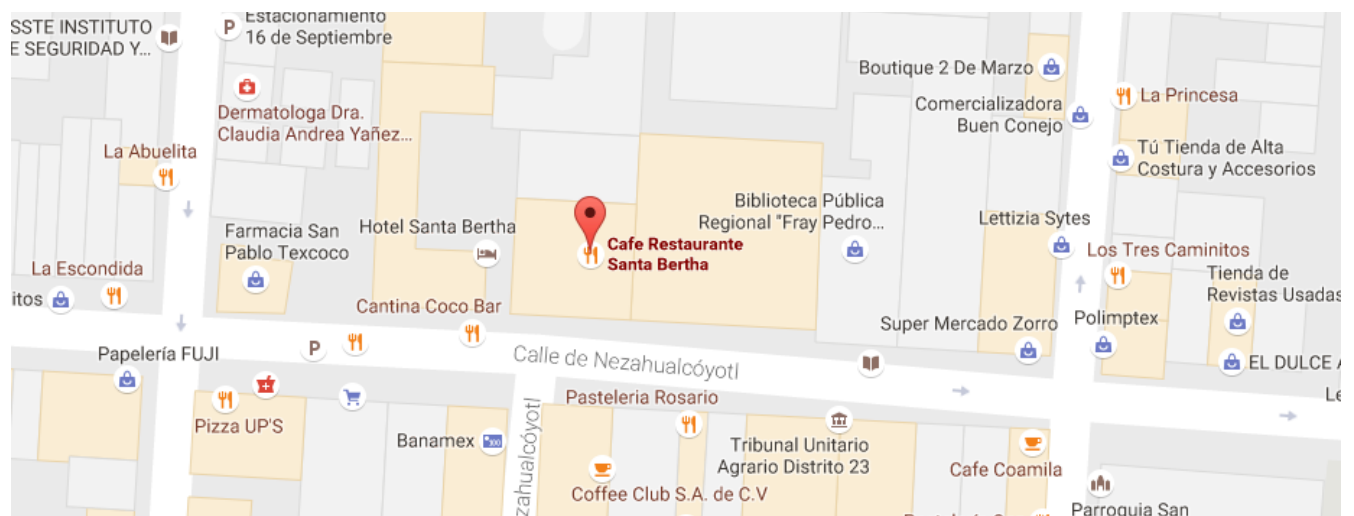 SSTE INSTITUTO
E SEGURIDAD Y...
P
Estacionamiento
16 de Septiembre
Dermatologa Dra.
Claudia Andrea Yañez...
La Abuelita
Farmacia San
Pablo Texcoco
La Escondida
itos
Hotel Santa Bertha
Cantina Coco Bar
Cafe Restaurante
Santa Bertha
Biblioteca Pública
Regional "Fray Pedro...
Boutique 2 De Marzo
Comercializadora
Buen Conejo
La Princesa
Tú Tienda de Alta
Costura y Accesorios
Lettizia Sytes
Los Tres Caminitos
Tienda de
Revistas Usadas
Super Mercado Zorro
Polimptex
EL DULCE A
Le
Papelería FUJI
P
Calle de Nezahualcóyotl
Pizza UP'S
Banamex
zahualcóyotl
Pasteleria Rosario
Coffee Club S.A. de C.V
Tribunal Unitario
Agrario Distrito 23
Cafe Coamila
Parroquia San